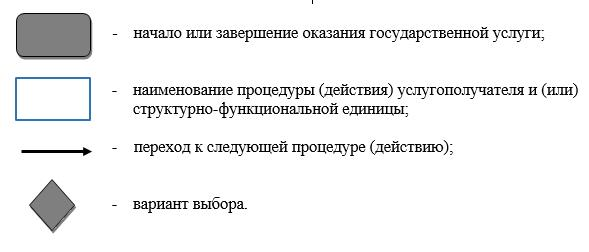 - начало или завершение оказания государственной услуги;
- наименование процедуры (действия) услугополучателя и (или)
структурно-функциональной единицы;
- переход к следующей процедуре (действию);
- вариант выбора.